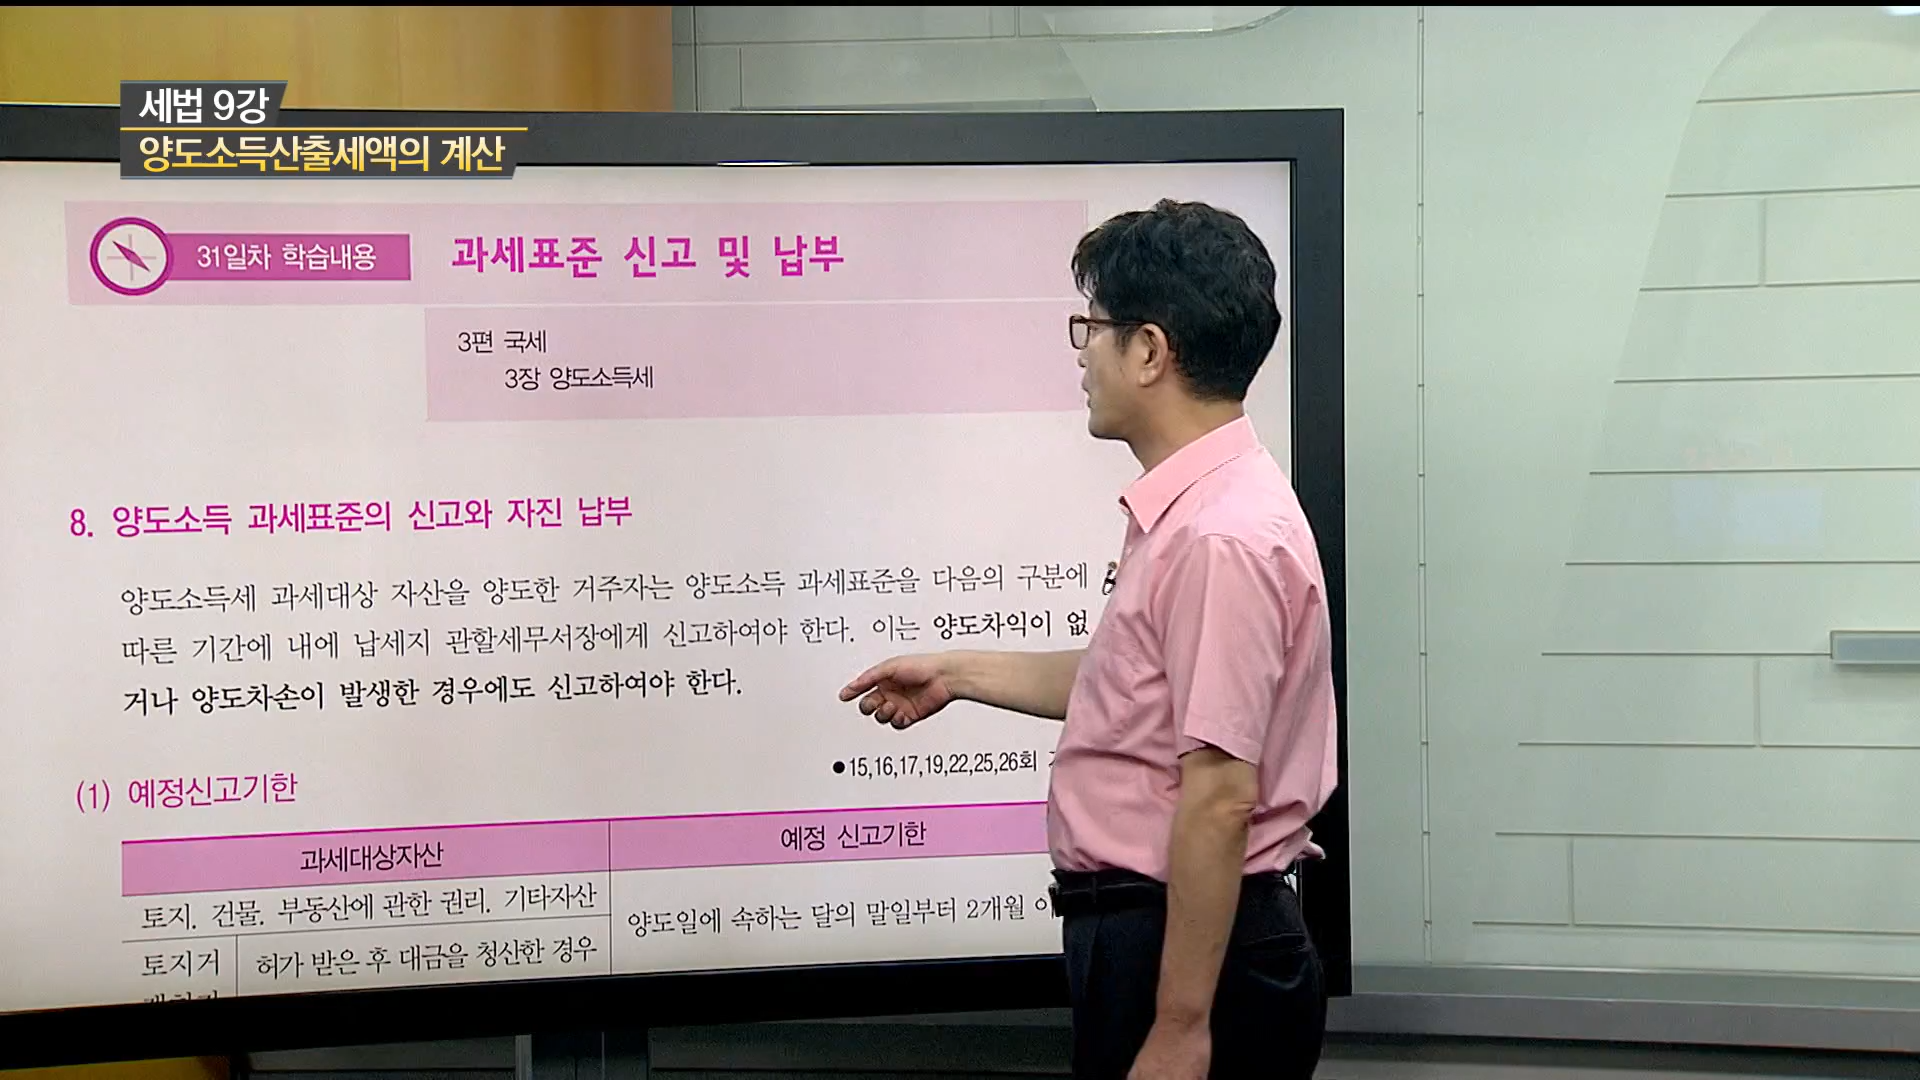 세법 9강
양도소득산출세액의 계산
31일차 학습내용
과세표준 신고 및 납부
3편 국세
3장 양도소득세
8. 양도소득 과세표준의 신고와 자진 납부
양도소득세 과세대상 자산을 양도한 거주자는 양도소득 과세표준을 다음의 구분에
따른 기간에 내에 납세지 관할세무서장에게 신고하여야 한다. 이는 양도차익이 없
거나 양도차손이 발생한 경우에도 신고하여야 한다.
●15,16,17,19,22,25,26회
(1) 예정신고기한
과세대상자산
예정 신고기한
토지. 건물. 부동산에 관한 권리. 기타자산
양도일에 속하는 달의 말일부터 2개월
토지거
허가 받은 후 대금을 청산한 경우